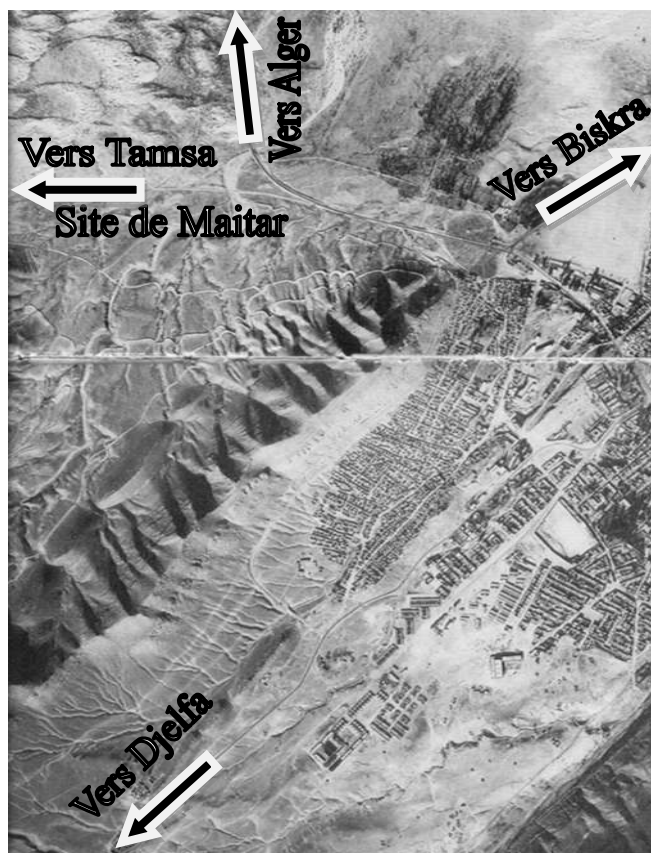 Vers Alger
Vers Tamsa
Vers Biskra
Site de Maitar
Vers Djelfa